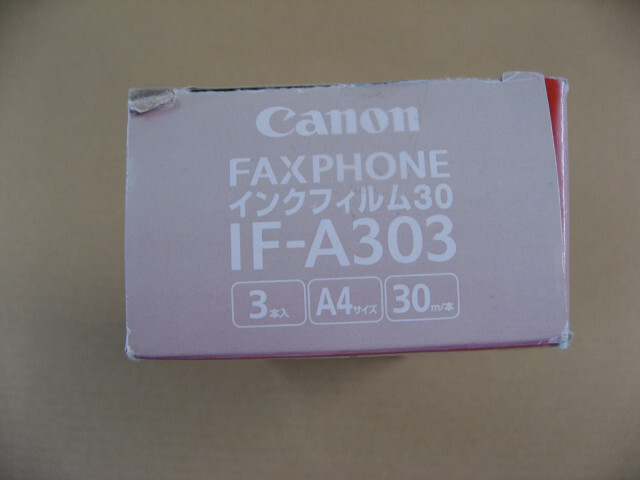 Canon
FAXPHONE
インクフィルム30
IF-A303
3本入 A4サイズ 30m/本